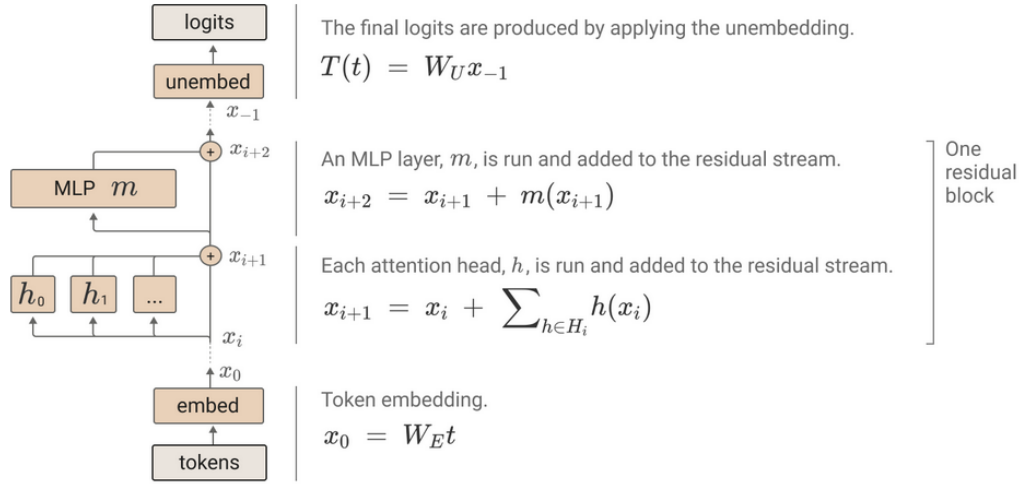 logits
The final logits are produced by applying the unembedding.
T(t) = W_U x_{-1}
unembed
x_{-1}
x_{i+2}
An MLP layer, m, is run and added to the residual stream.
One
residual
block
MLP m
x_{i+2} = x_{i+1} + m(x_{i+1})
x_{i+1}
Each attention head, h, is run and added to the residual stream.
h_0 h_1 ...
x_{i+1} = x_i + ∑_{h∈H_i} h(x_i)
x_i
x_0
embed
Token embedding.
x_0 = W_E t
tokens